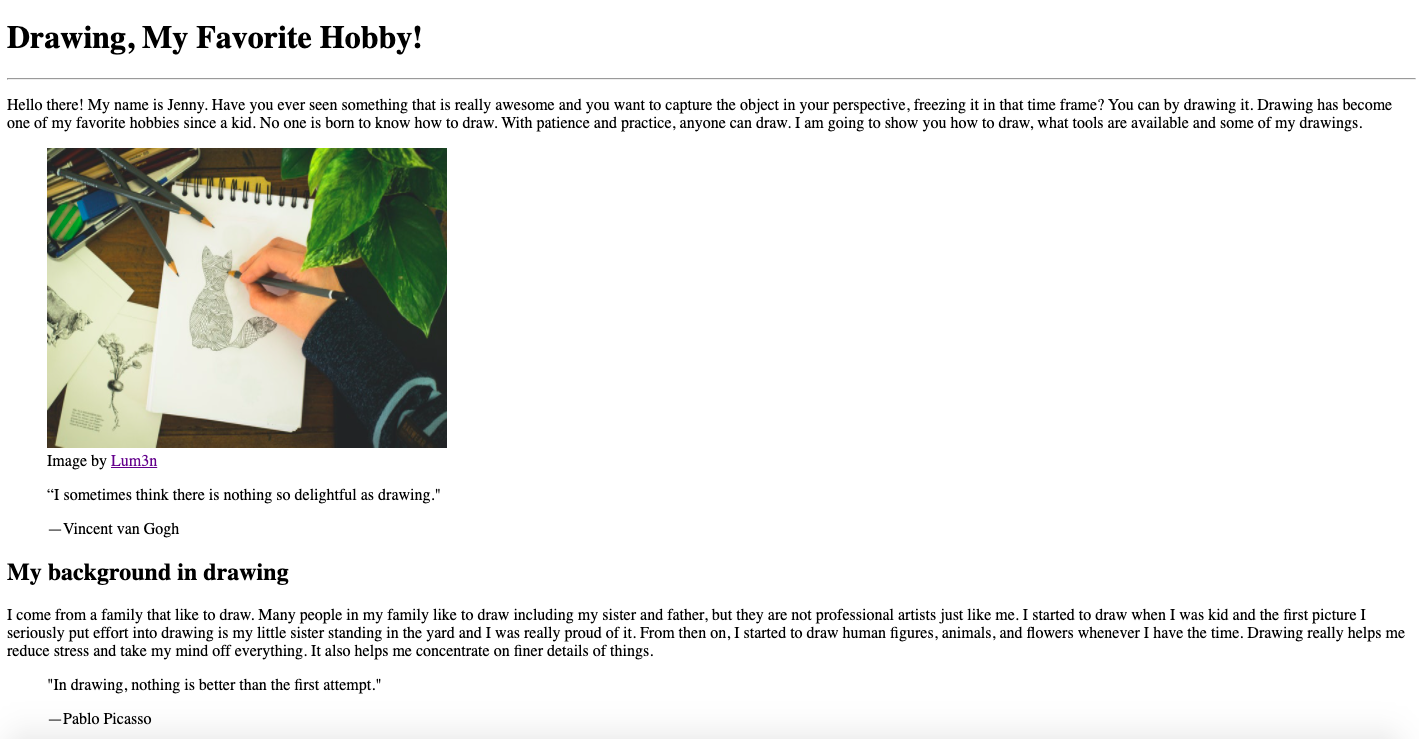 Drawing, My Favorite Hobby!
Hello there! My name is Jenny. Have you ever seen something that is really awesome and you want to capture the object in your perspective, freezing it in that time frame? You can by drawing it. Drawing has become
one of my favorite hobbies since a kid. No one is born to know how to draw. With patience and practice, anyone can draw. I am going to show you how to draw, what tools are available and some of my drawings.
Image by Lum3n
“I sometimes think there is nothing so delightful as drawing."
—Vincent van Gogh
My background in drawing
I come from a family that like to draw. Many people in my family like to draw including my sister and father, but they are not professional artists just like me. I started to draw when I was kid and the first picture I
seriously put effort into drawing is my little sister standing in the yard and I was really proud of it. From then on, I started to draw human figures, animals, and flowers whenever I have the time. Drawing really helps me
reduce stress and take my mind off everything. It also helps me concentrate on finer details of things.
"In drawing, nothing is better than the first attempt."
—Pablo Picasso